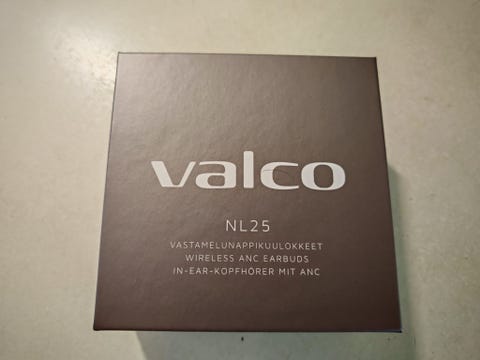 valco
NL25
VASTAMELUNAPPIKUULOKKEET
WIRELESS ANC EARBUDS
IN-EAR-KOPFHÖRER MIT ANC